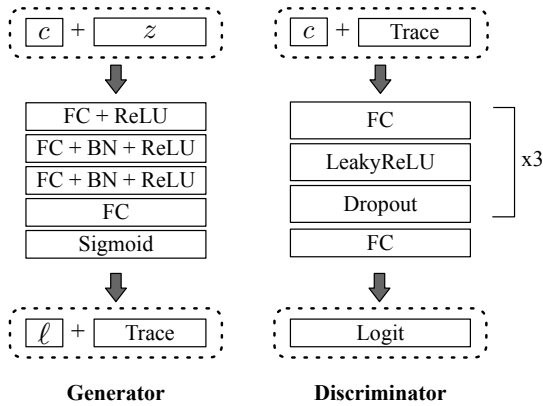 c + z
FC + ReLU
FC + BN + ReLU
FC + BN + ReLU
FC
Sigmoid
ℓ + Trace
Generator
c + Trace
FC
LeakyReLU
Dropout
x3
FC
Logit
Discriminator